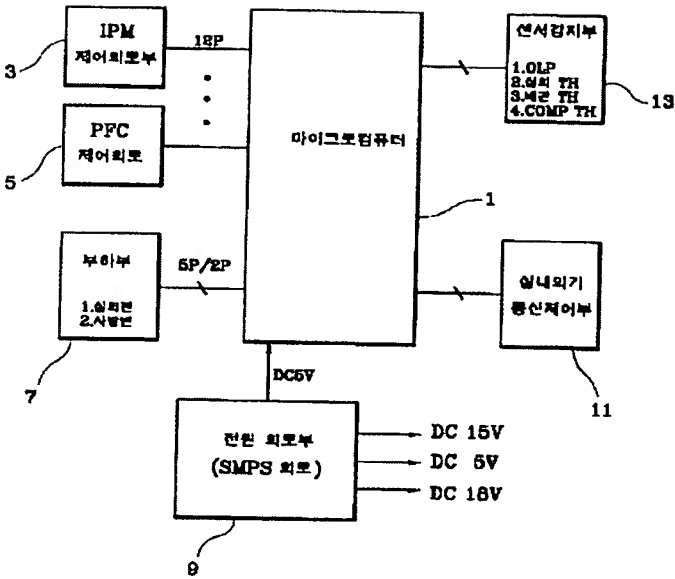 IPM
제어회로부
3
12P
PFC
제어회로
5
마이크로컴퓨터
센서감지부
1.OLP
2.실외 TH
3.배관 TH
4.COMP TH
13
1
부하부
1.실외팬
2.사방변
7
5P/2P
실내외기
통신제어부
11
DC5V
전원 회로부
(SMPS 회로)
9
DC 15V
DC 5V
DC 18V